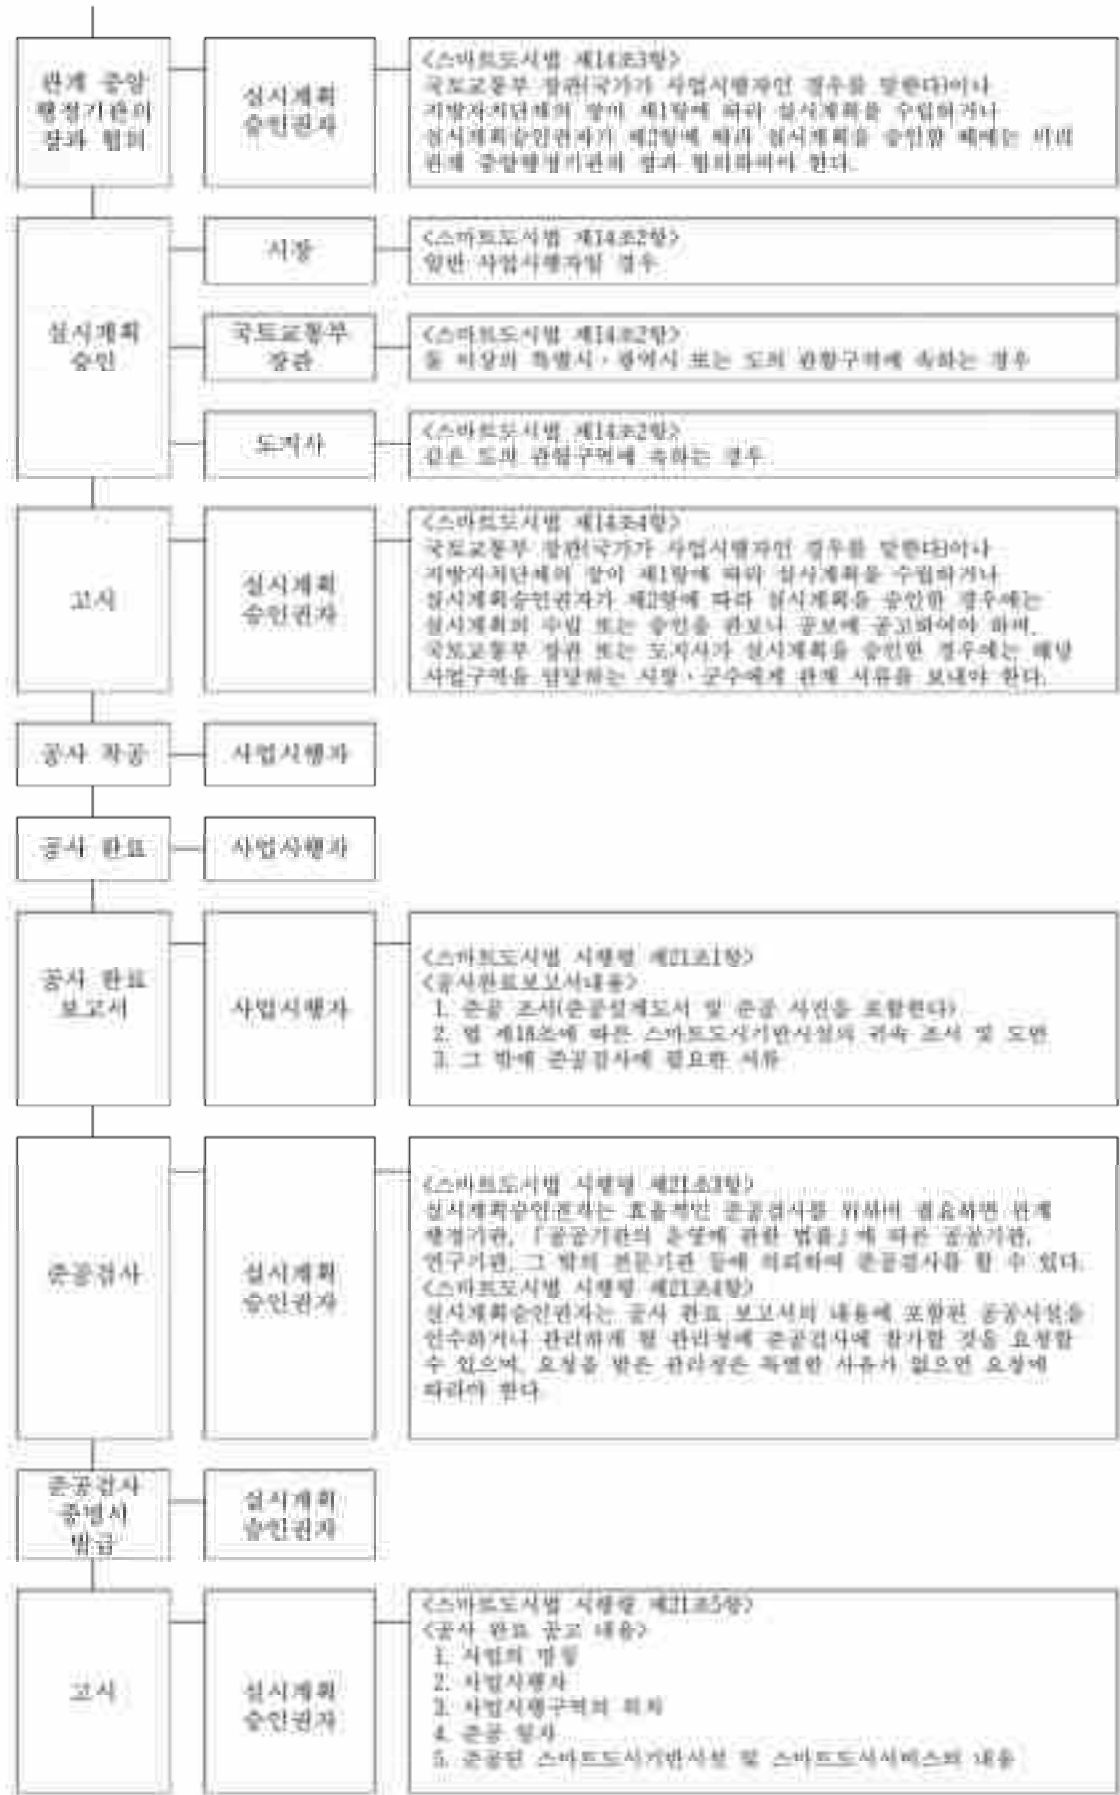 관계 중앙
행정기관의
장과 협의
실시계획
승인권자
<스마트도시법 제14조3항>
국토교통부 장관(국가가 사업시행자인 경우를 말한다)이나
지방자치단체의 장이 제1항에 따라 실시계획을 수립하거나
실시계획승인권자가 제2항에 따라 실시계획을 승인할 때에는 미리
관계 중앙행정기관의 장과 협의하여야 한다.
실시계획
승인
시장
<스마트도시법 제14조2항>
일반 사업시행자일 경우
국토교통부
장관
<스마트도시법 제14조2항>
둘 이상의 특별시·광역시 또는 도의 관할구역에 속하는 경우
도지사
<스마트도시법 제14조2항>
같은 도의 관할구역에 속하는 경우
고시
실시계획
승인권자
<스마트도시법 제14조4항>
국토교통부 장관(국가가 사업시행자인 경우를 말한다)이나
지방자치단체의 장이 제1항에 따라 실시계획을 수립하거나
실시계획승인권자가 제2항에 따라 실시계획을 승인한 경우에는
실시계획의 수립 또는 승인을 관보나 공보에 공고하여야 하며,
국토교통부 장관 또는 도지사가 실시계획을 승인한 경우에는 해당
사업구역을 담당하는 시장·군수에게 관계 서류를 보내야 한다.
공사 착공
사업시행자
공사 완료
사업시행자
공사 완료
보고서
사업시행자
<스마트도시법 시행령 제21조1항>
<공사완료보고서내용>
1. 준공 조서(준공설계도서 및 준공 사진을 포함한다)
2. 법 제18조에 따른 스마트도시기반시설의 귀속 조서 및 도면
3. 그 밖에 준공검사에 필요한 서류
준공검사
실시계획
승인권자
<스마트도시법 시행령 제21조3항>
실시계획승인권자는 효율적인 준공검사를 위하여 필요하면 관계
행정기관, 「공공기관의 운영에 관한 법률」에 따른 공공기관,
연구기관, 그 밖의 전문기관 등에 의뢰하여 준공검사를 할 수 있다.
<스마트도시법 시행령 제21조4항>
실시계획승인권자는 공사 완료 보고서의 내용에 포함된 공공시설을
인수하거나 관리하게 될 관리청에 준공검사에 참가할 것을 요청할
수 있으며, 요청을 받은 관리청은 특별한 사유가 없으면 요청에
따라야 한다.
준공검사
증명서
발급
실시계획
승인권자
고시
실시계획
승인권자
<스마트도시법 시행령 제21조5항>
<공사 완료 공고 내용>
1. 사업의 명칭
2. 사업시행자
3. 사업시행구역의 위치
4. 준공 일자
5. 준공된 스마트도시기반시설 및 스마트도시서비스의 내용